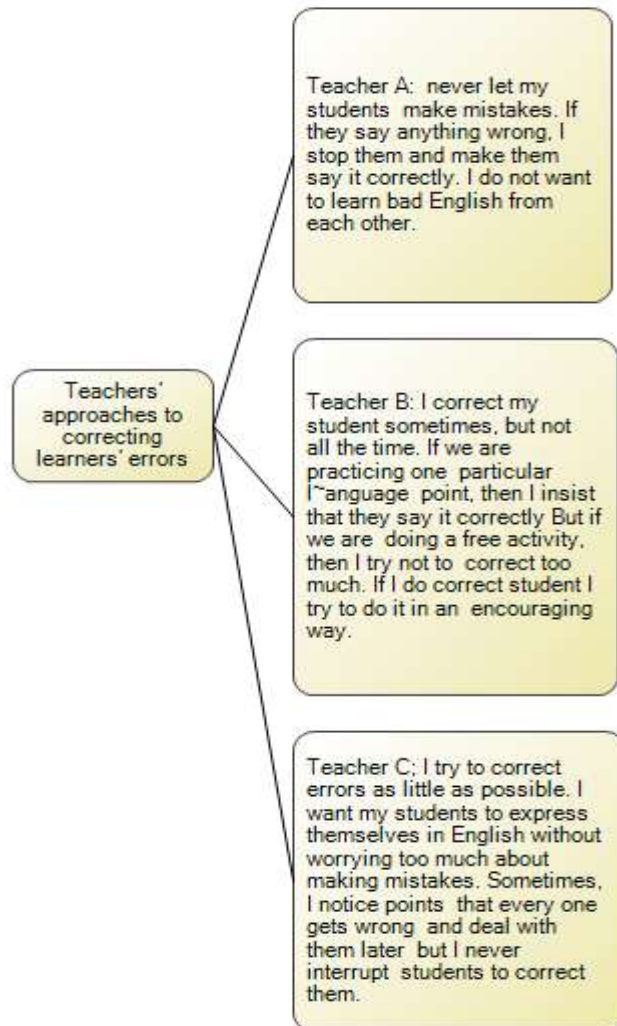 Teachers'
approaches to
correcting
learners' errors
Teacher A:  never let my
students  make mistakes. If
they say anything wrong, I
stop them and make them
say it correctly. I do not want
to learn bad English from
each other.
Teacher B: I correct my
student sometimes, but not
all the time. If we are
practicing one  particular
l~anguage  point, then I insist
that they say it correctly But if
we are  doing a free activity,
then I try not to  correct too
much. If I do correct student I
try to do it in an  encouraging
way.
Teacher C; I try to correct
errors as little as possible. I
want my students to express
themselves in English without
worrying too much about
making mistakes. Sometimes,
I notice points  that every one
gets wrong  and deal with
them later  but I never
interrupt  students to correct
them.